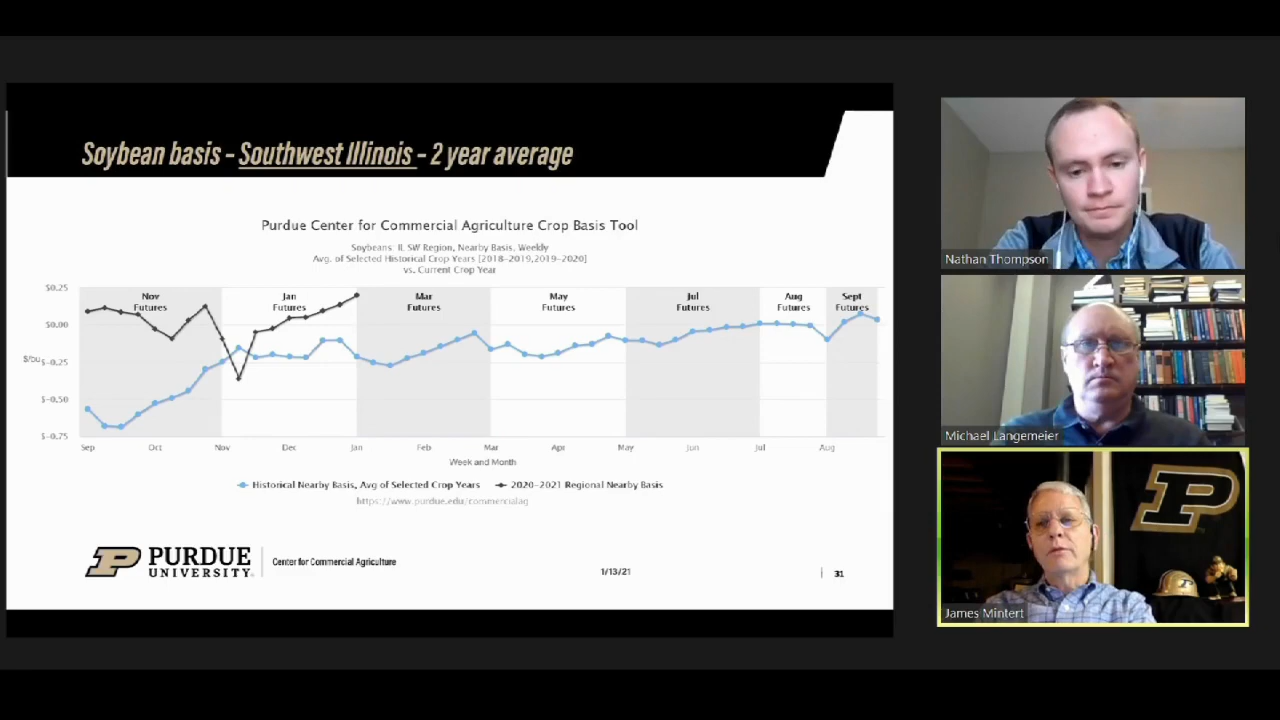 Soybean basis – Southwest Illinois – 2 year average
Purdue Center for Commercial Agriculture Crop Basis Tool
Soybeans: IL SW Region, Nearby Basis, Weekly
Avg. of Selected Historical Crop Years [2018-2019,2019-2020]
vs. Current Crop Year
$0.25
$0.00
$-0.25
$-0.50
$-0.75
$/bu
Nov
Futures
Jan
Futures
Mar
Futures
May
Futures
Jul
Futures
Aug
Futures
Sept
Futures
Sep Oct Nov Dec Jan Feb Mar Apr May Jun Jul Aug
Week and Month
Historical Nearby Basis, Avg of Selected Crop Years 2020-2021 Regional Nearby Basis
https://www.purdue.edu/commercialag
P PURDUE
UNIVERSITY.
Center for Commercial Agriculture
1/13/21
31
Nathan Thompson
Michael Langemeier
P
James Mintert